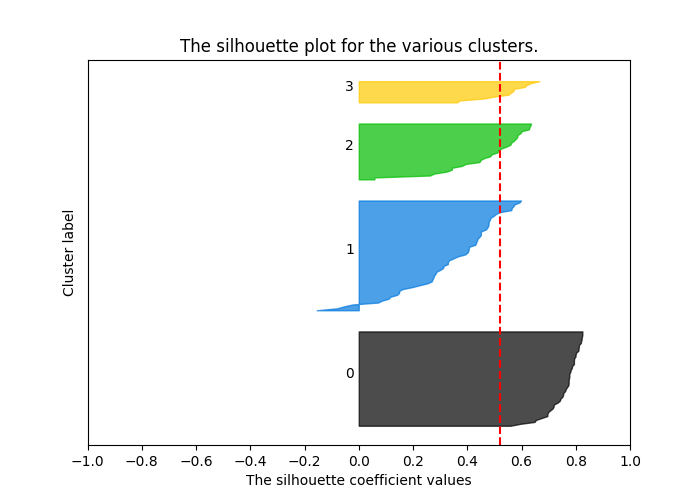 The silhouette plot for the various clusters.
3
2
1
0
Cluster label
−1.0 −0.8 −0.6 −0.4 −0.2 0.0 0.2 0.4 0.6 0.8 1.0
The silhouette coefficient values